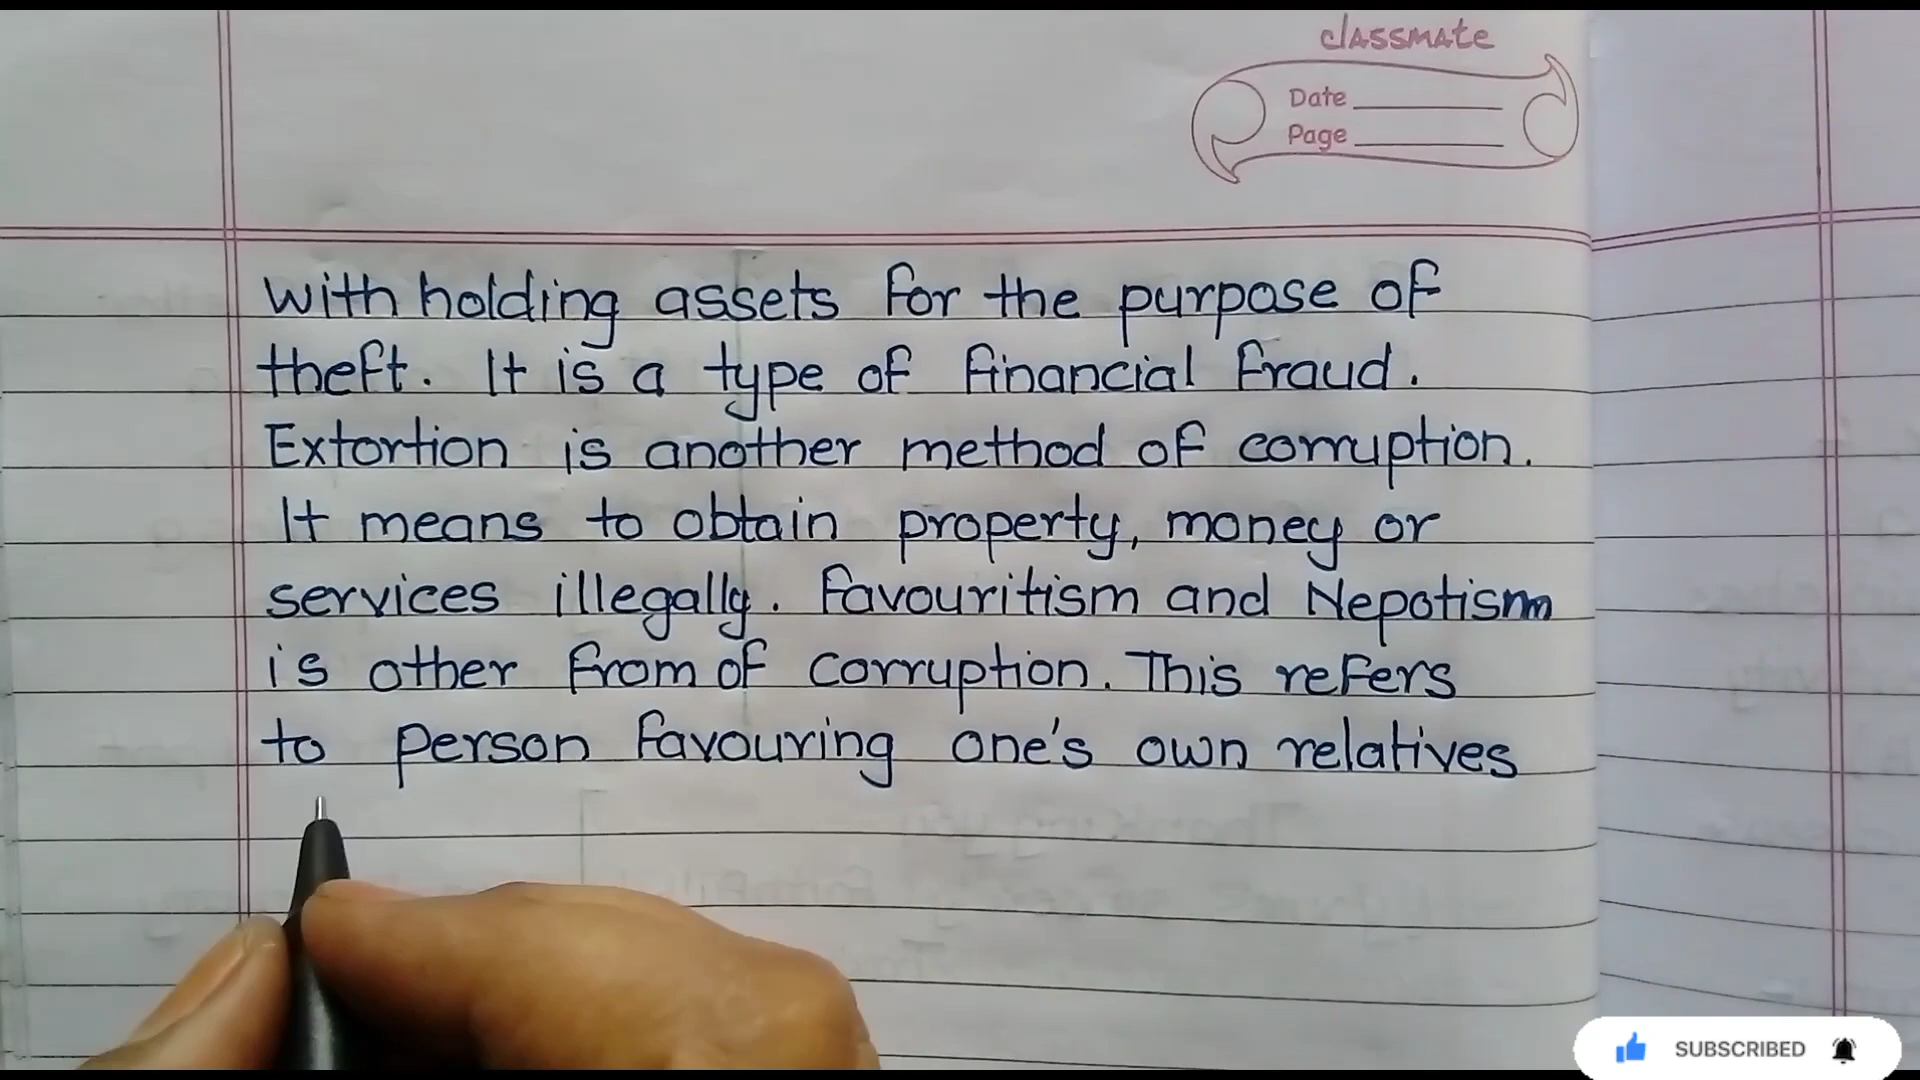 classmate
Date
Page
with holding assets for the purpose of
theft. It is a type of financial fraud.
Extortion is another method of corruption.
It means to obtain property, money or
services illegally. Favouritism and Nepotism
is other from of corruption. This refers
to person favouring one's own relatives
SUBSCRIBED